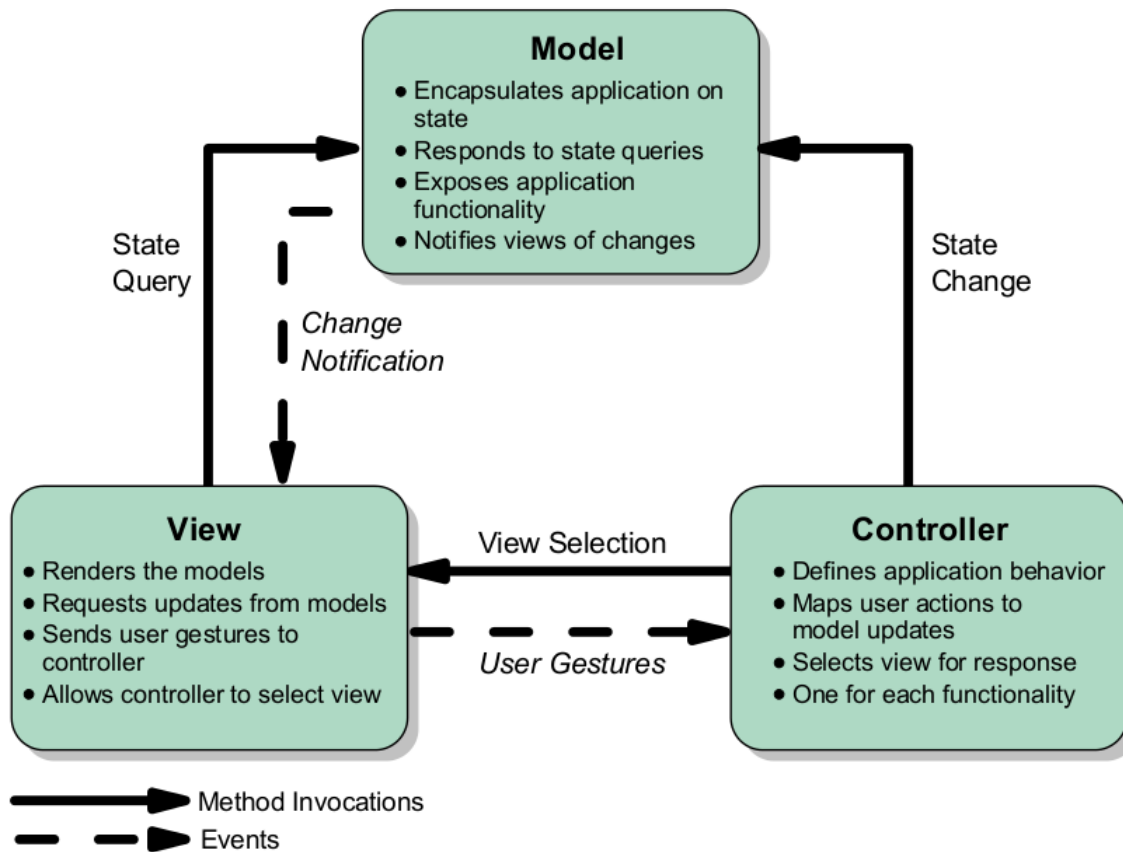 Model
● Encapsulates application on
state
● Responds to state queries
● Exposes application
functionality
● Notifies views of changes
State
Query
Change
Notification
State
Change
View
● Renders the models
● Requests updates from models
● Sends user gestures to
controller
● Allows controller to select view
View Selection
User Gestures
Controller
● Defines application behavior
● Maps user actions to
model updates
● Selects view for response
● One for each functionality
Method Invocations
Events